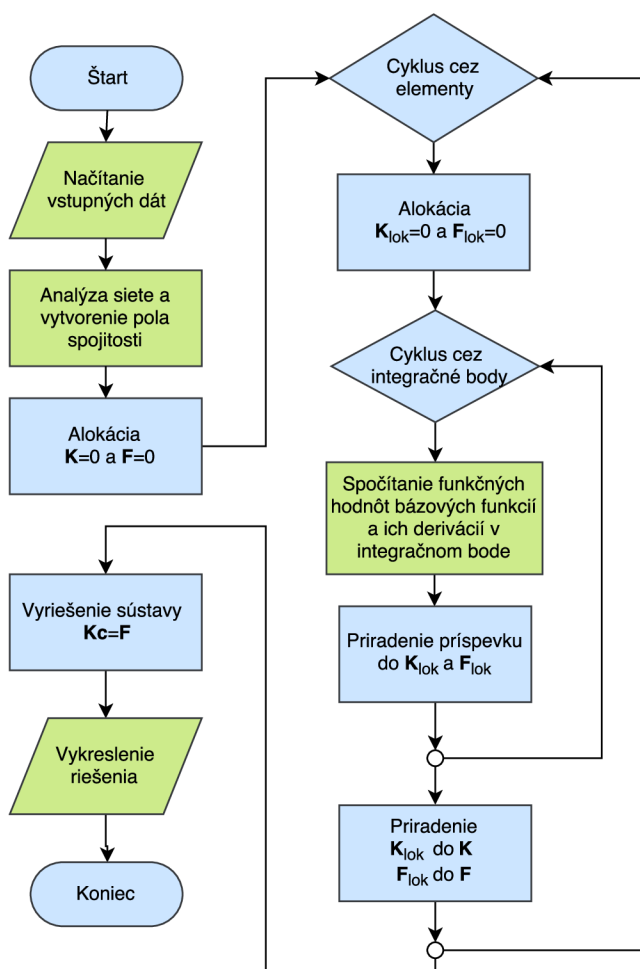 Štart
Načítanie
vstupných dát
Analýza siete a
vytvorenie pola
spojitosti
Alokácia
K=0 a F=0
Cyklus cez
elementy
Alokácia
Klok=0 a Flok=0
Cyklus cez
integračné body
Spočítanie funkčných
hodnôt bázových funkcií
a ich derivácií v
integračnom bode
Priradenie príspevku
do Klok a Flok
Priradenie
Klok do K
Flok do F
Vyriešenie sústavy
Kc=F
Vykreslenie
riešenia
Koniec